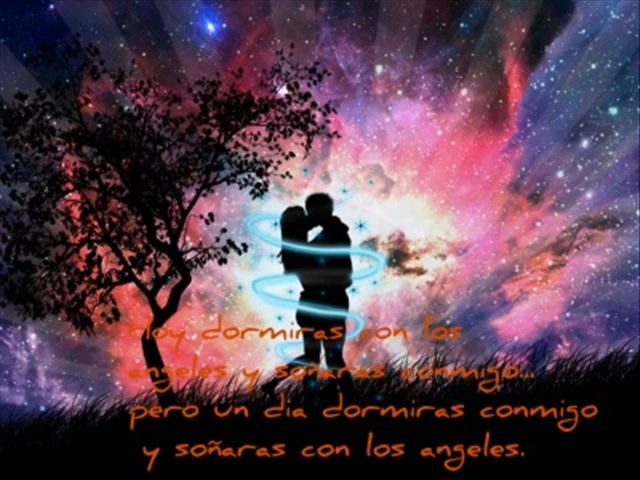 Hoy dormiras con los
angeles y soñaras conmigo...
pero un dia dormiras conmigo
y soñaras con los angeles.